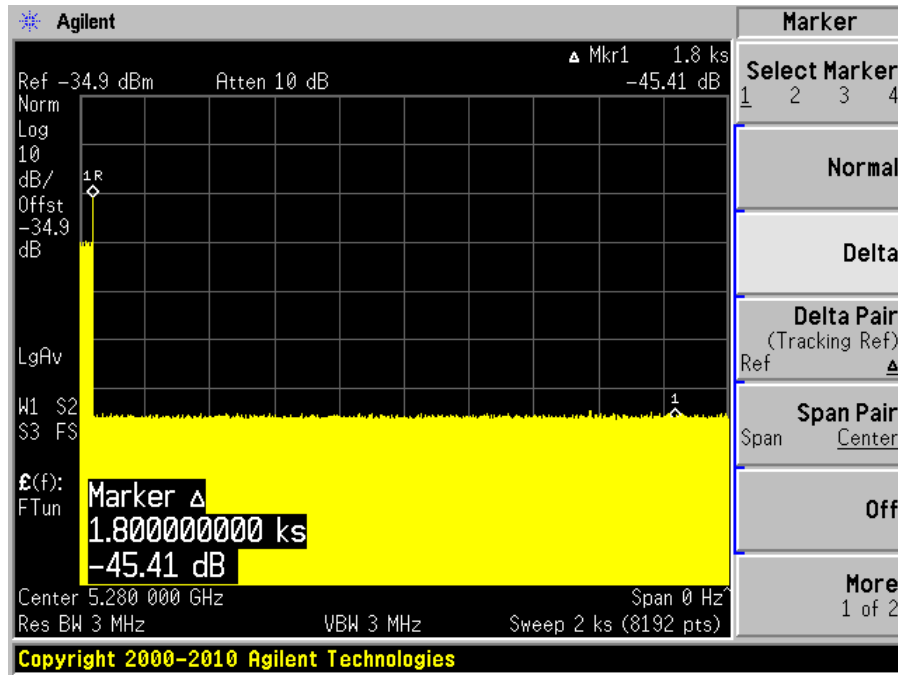 Agilent
Marker
Δ Mkr1 1.8 ks
Ref -34.9 dBm Atten 10 dB -45.41 dB
Norm
Log
10
dB/
Offst
-34.9
dB
1R
LgAv
1
W1 S2
S3 FS
£(f):
FTun
Marker Δ
1.800000000 ks
-45.41 dB
Center 5.280 000 GHz Span 0 Hz^
Res BW 3 MHz VBW 3 MHz Sweep 2 ks (8192 pts)
Copyright 2000-2010 Agilent Technologies
Select Marker
1 2 3 4
Normal
Delta
Delta Pair
(Tracking Ref)
Ref Δ
Span Pair
Span Center
Off
More
1 of 2